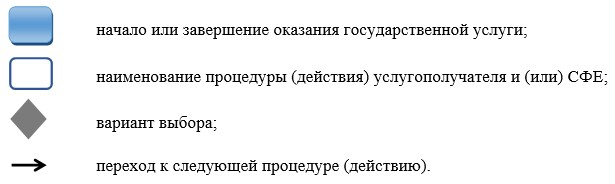 начало или завершение оказания государственной услуги;
наименование процедуры (действия) услугополучателя и (или) СФЕ;
вариант выбора;
переход к следующей процедуре (действию).